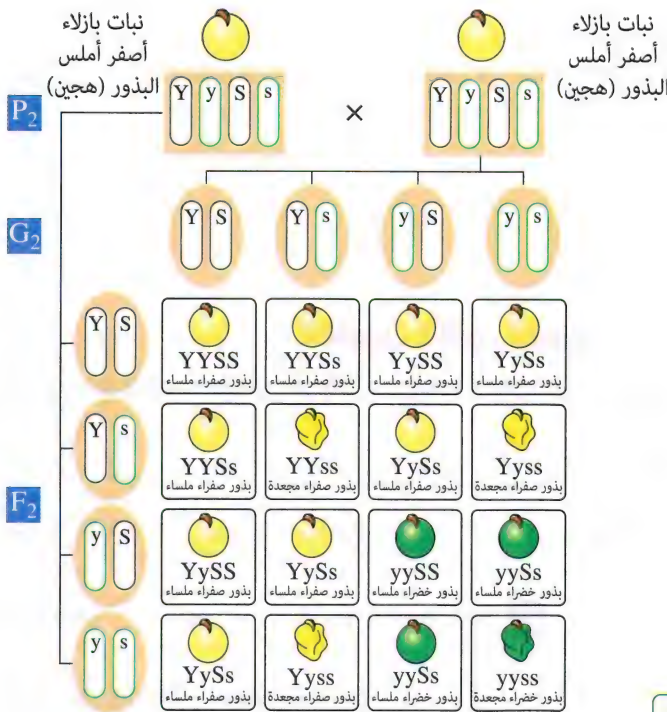 نبات بازلاء
أصفر أملس
البذور (هجين)
نبات بازلاء
أصفر أملس
البذور (هجين)
P2
Y y S s
×
Y y S s
G2
Y S
Y s
y S
y s
F2
Y S
YYSS
بذور صفراء ملساء
YYSs
بذور صفراء ملساء
YySS
بذور صفراء ملساء
YySs
بذور صفراء ملساء
Y s
YYSs
بذور صفراء ملساء
YYss
بذور صفراء مجعدة
YySs
بذور صفراء ملساء
Yyss
بذور صفراء مجعدة
y S
YySS
بذور صفراء ملساء
YySs
بذور صفراء ملساء
yySS
بذور خضراء ملساء
yySs
بذور خضراء ملساء
y s
YySs
بذور صفراء ملساء
Yyss
بذور صفراء مجعدة
yySs
بذور خضراء ملساء
yyss
بذور خضراء مجعدة